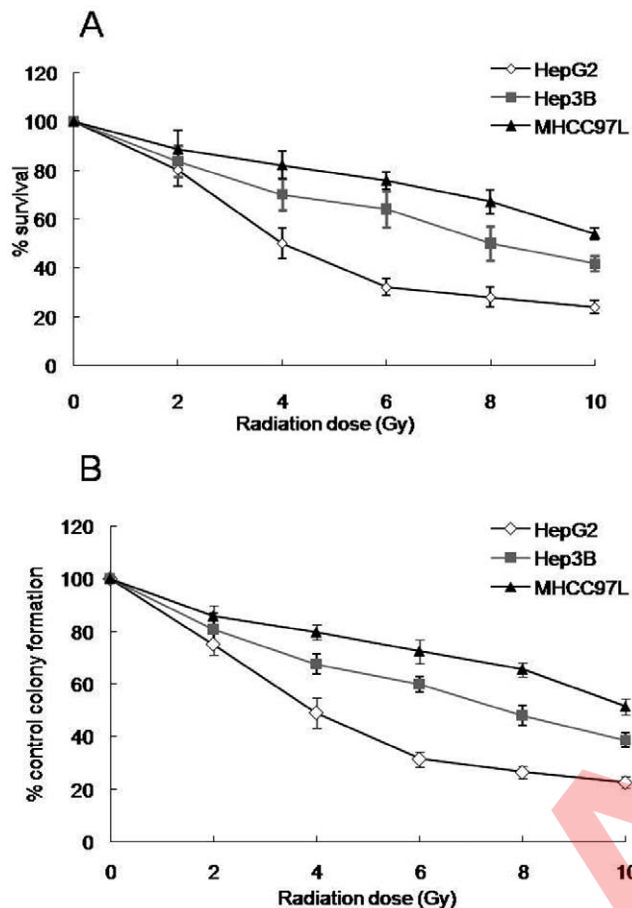 A
120
100
80
60
40
20
0
% survival
HepG2
Hep3B
MHCC97L
0 2 4 6 8 10
Radiation dose (Gy)
B
120
100
80
60
40
20
0
% control colony formation
HepG2
Hep3B
MHCC97L
0 2 4 6 8 10
Radiation dose (Gy)